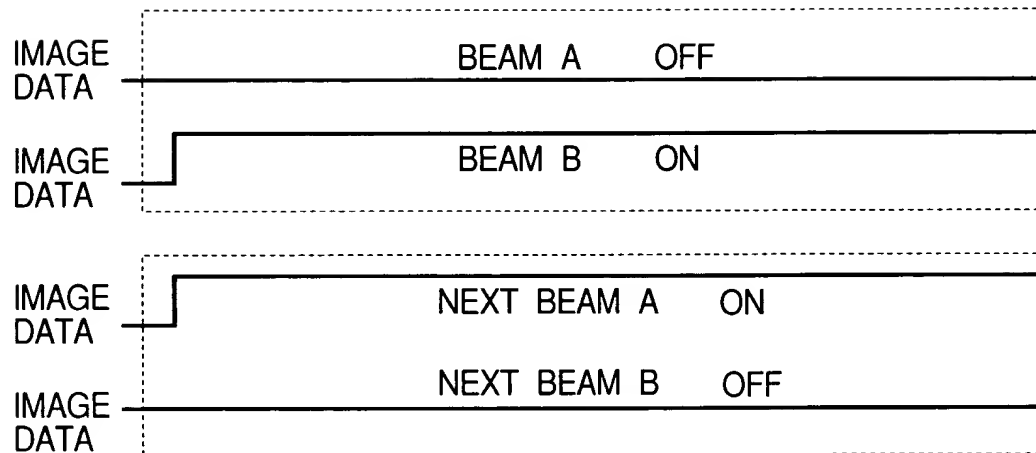 IMAGE DATA
BEAM A OFF
IMAGE DATA
BEAM B ON
IMAGE DATA
NEXT BEAM A ON
IMAGE DATA
NEXT BEAM B OFF